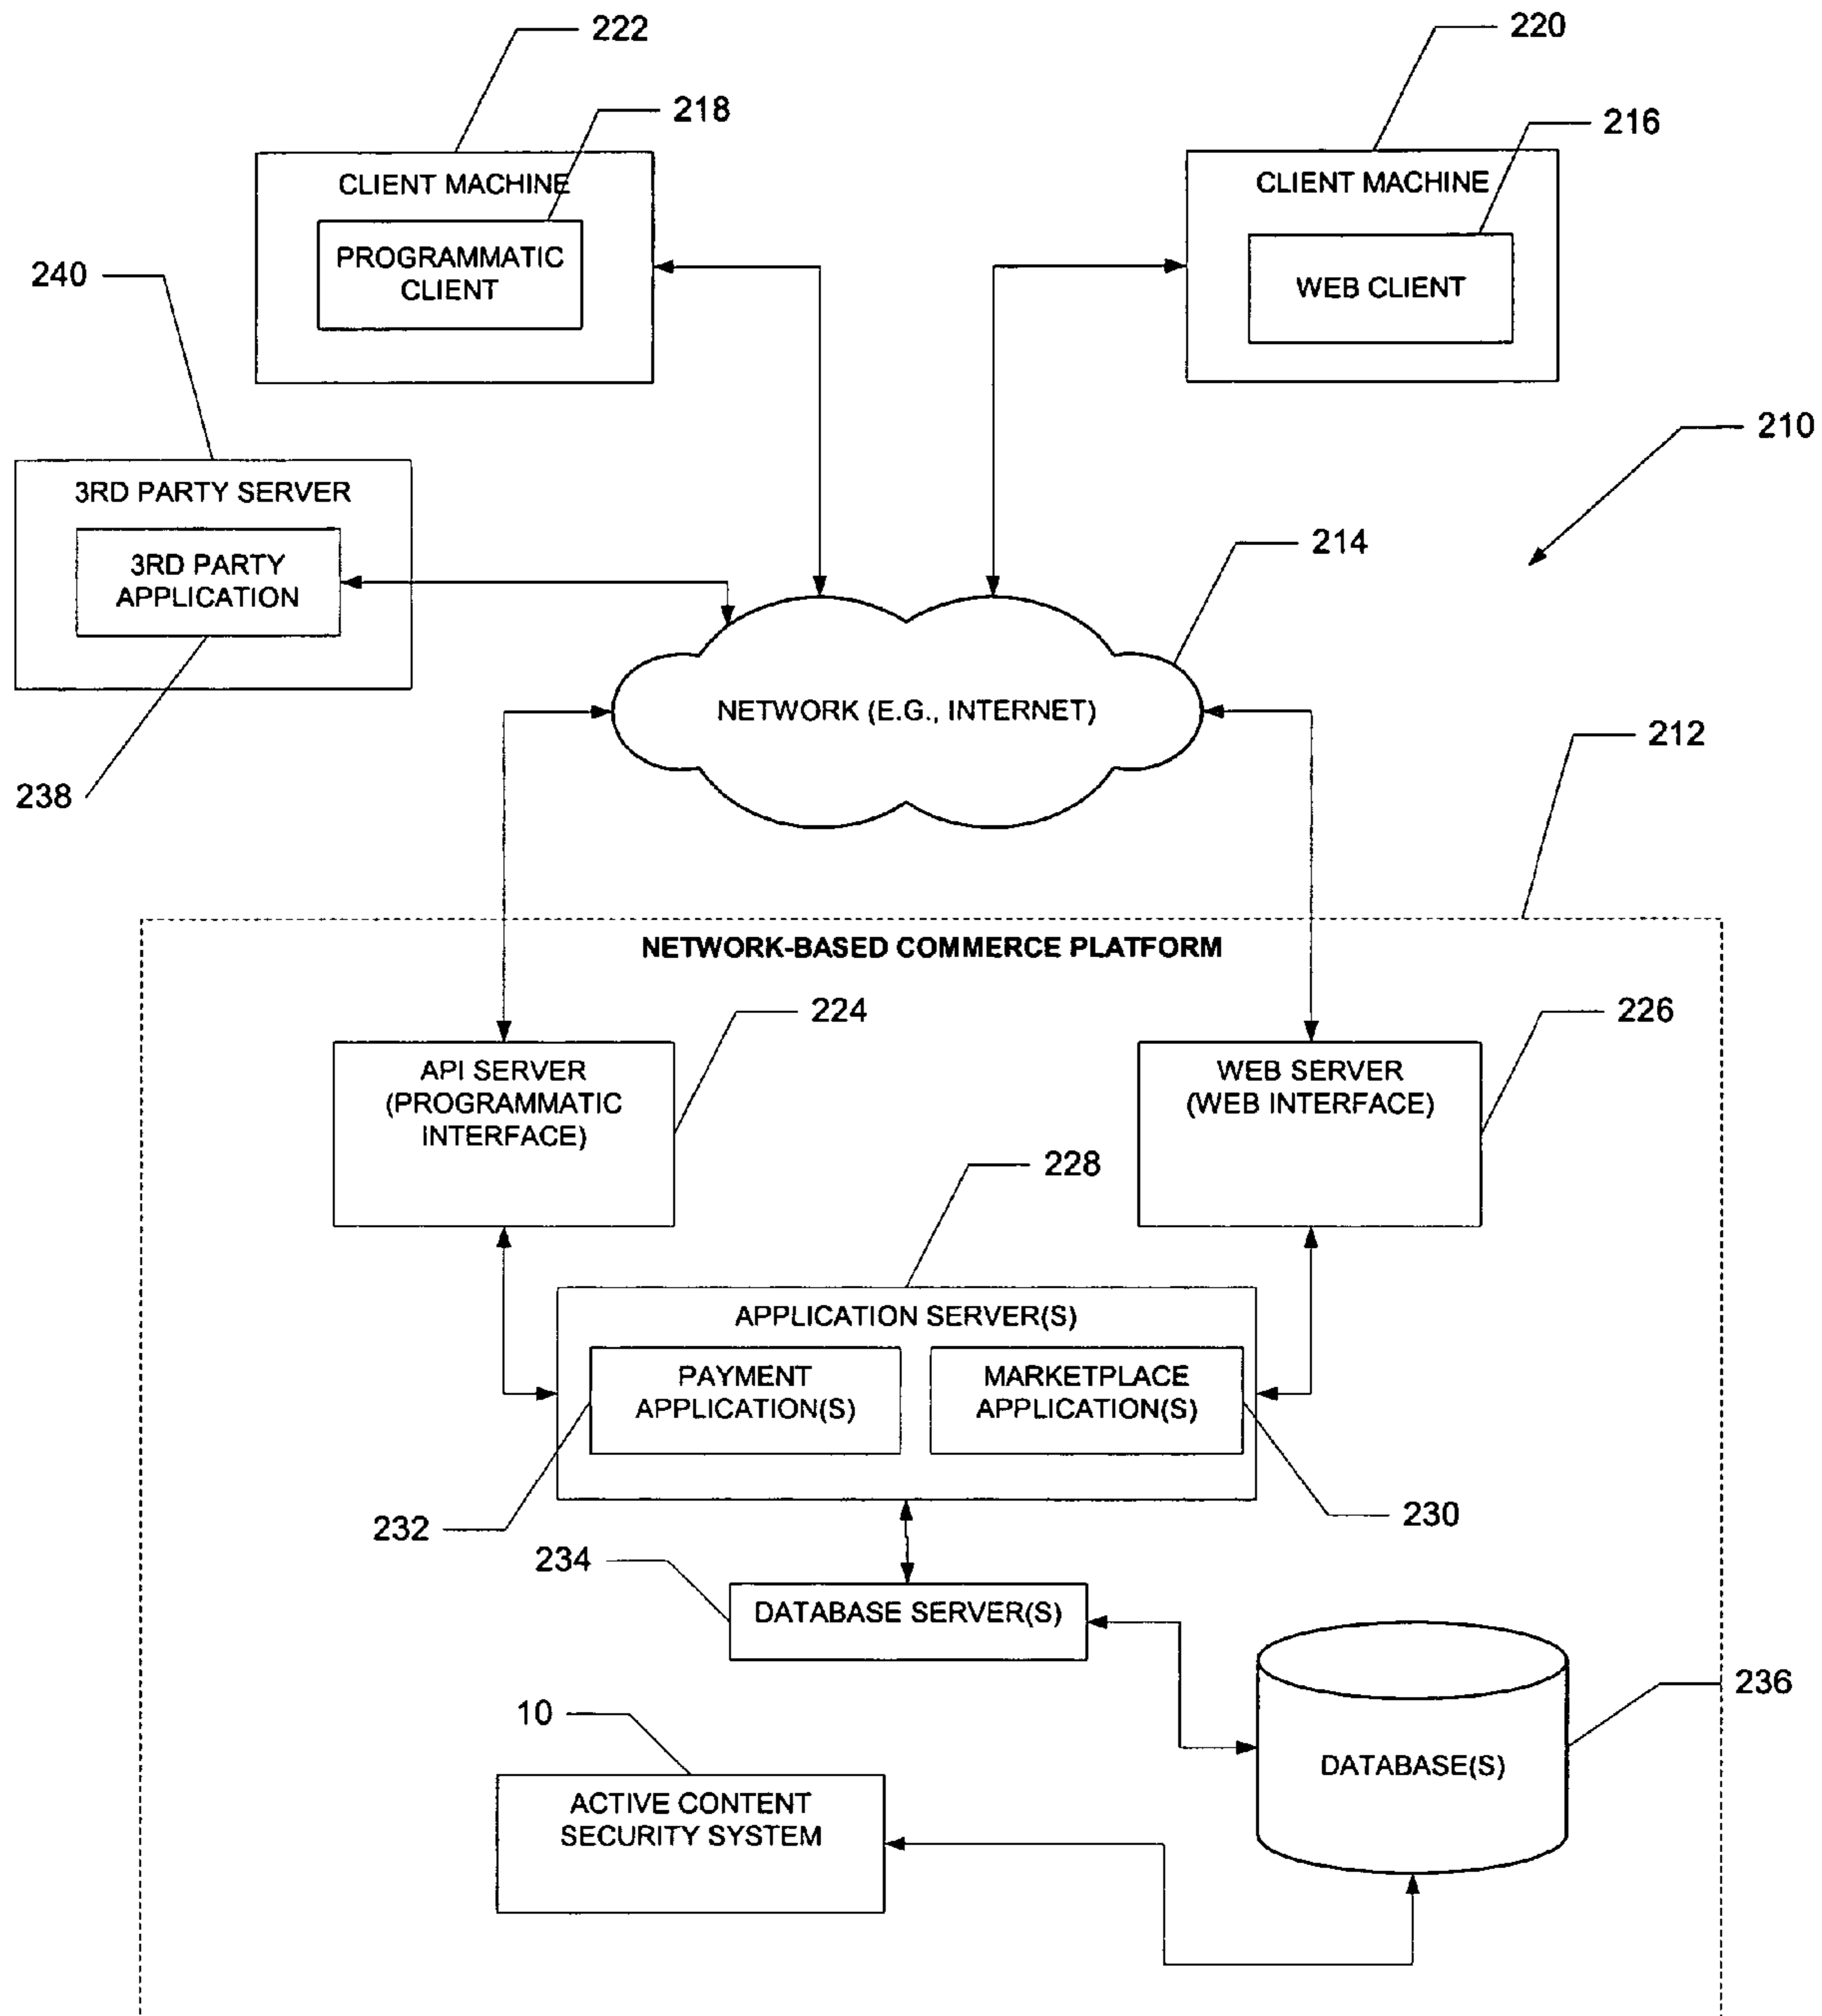 222
220
218
216
CLIENT MACHINE
CLIENT MACHINE
PROGRAMMATIC
CLIENT
WEB CLIENT
240
210
3RD PARTY SERVER
3RD PARTY
APPLICATION
214
NETWORK (E.G., INTERNET)
212
238
NETWORK-BASED COMMERCE PLATFORM
224
226
API SERVER
(PROGRAMMATIC
INTERFACE)
WEB SERVER
(WEB INTERFACE)
228
APPLICATION SERVER(S)
PAYMENT
APPLICATION(S)
MARKETPLACE
APPLICATION(S)
232
230
234
DATABASE SERVER(S)
236
10
DATABASE(S)
ACTIVE CONTENT
SECURITY SYSTEM